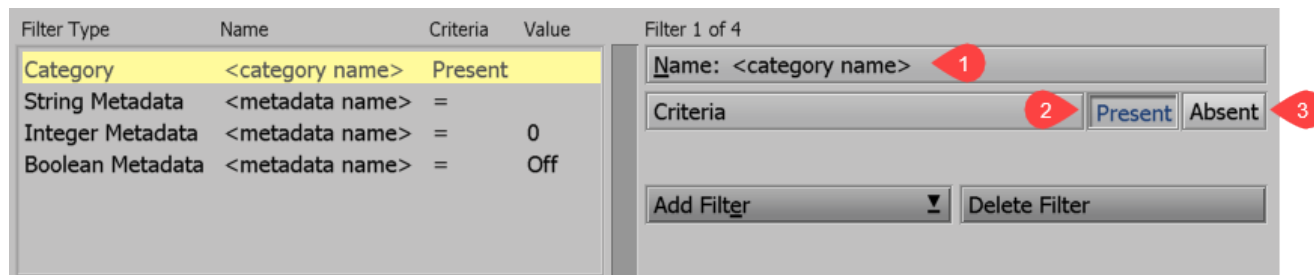 Filter Type Name Criteria Value
Category <category name> Present
String Metadata <metadata name> =
Integer Metadata <metadata name> = 0
Boolean Metadata <metadata name> = Off
Filter 1 of 4
Name: <category name> 1
Criteria 2 Present Absent 3
Add Filter Delete Filter